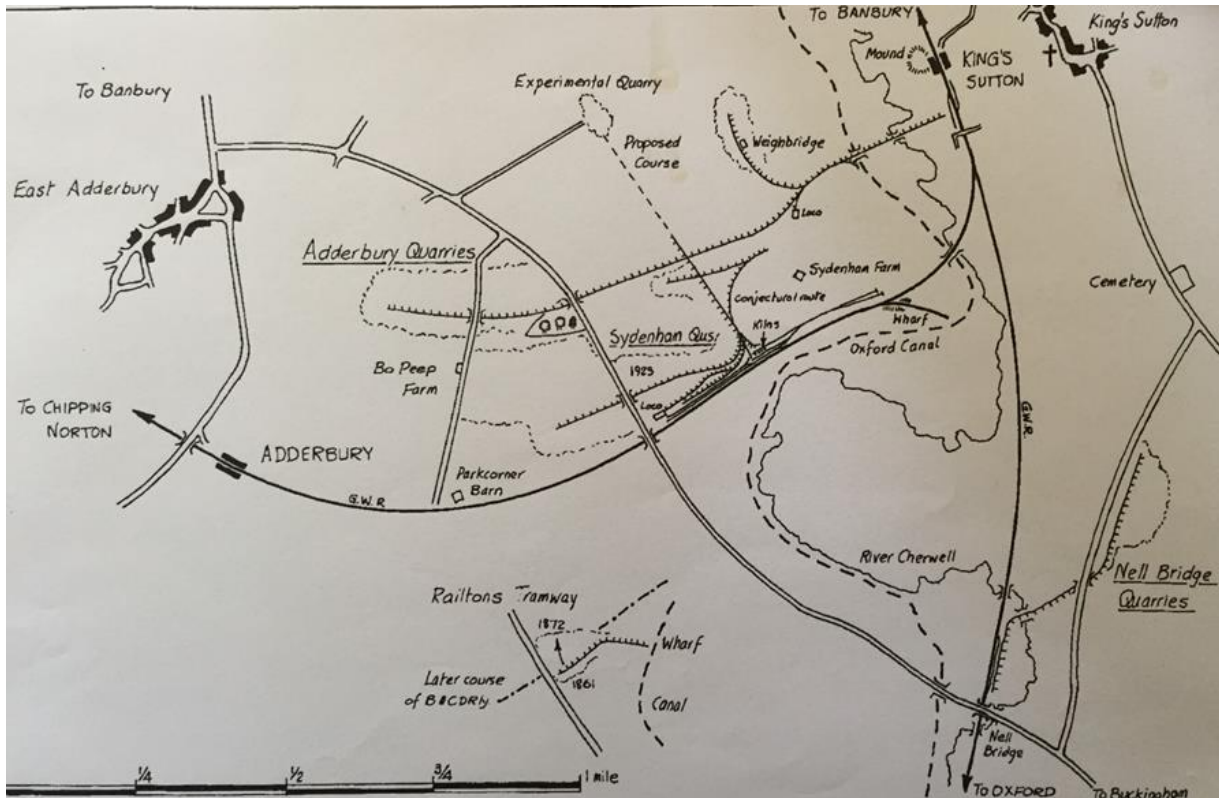 TO BANBURY
King's Sutton
Mound
KING'S
SUTTON
To Banbury
Experimental Quarry
Proposed
Course
Weighbridge
East Adderbury
Loco
Adderbury Quarries
Sydenham Farm
Cemetery
Conjectural route
Kilns
Wharf
Sydenham Qus.
Oxford Canal
1923
Bo Peep
Farm
Loco
To CHIPPING
NORTON
G.W.R.
ADDERBURY
Parkcorner
Barn
G.W.R
River Cherwell
Nell Bridge
Quarries
Railtons Tramway
1872
Wharf
Later course
of B&CDRly
1861
Canal
Nell
Bridge
1/4
1/2
3/4
1 mile
TO OXFORD
To Buckingham